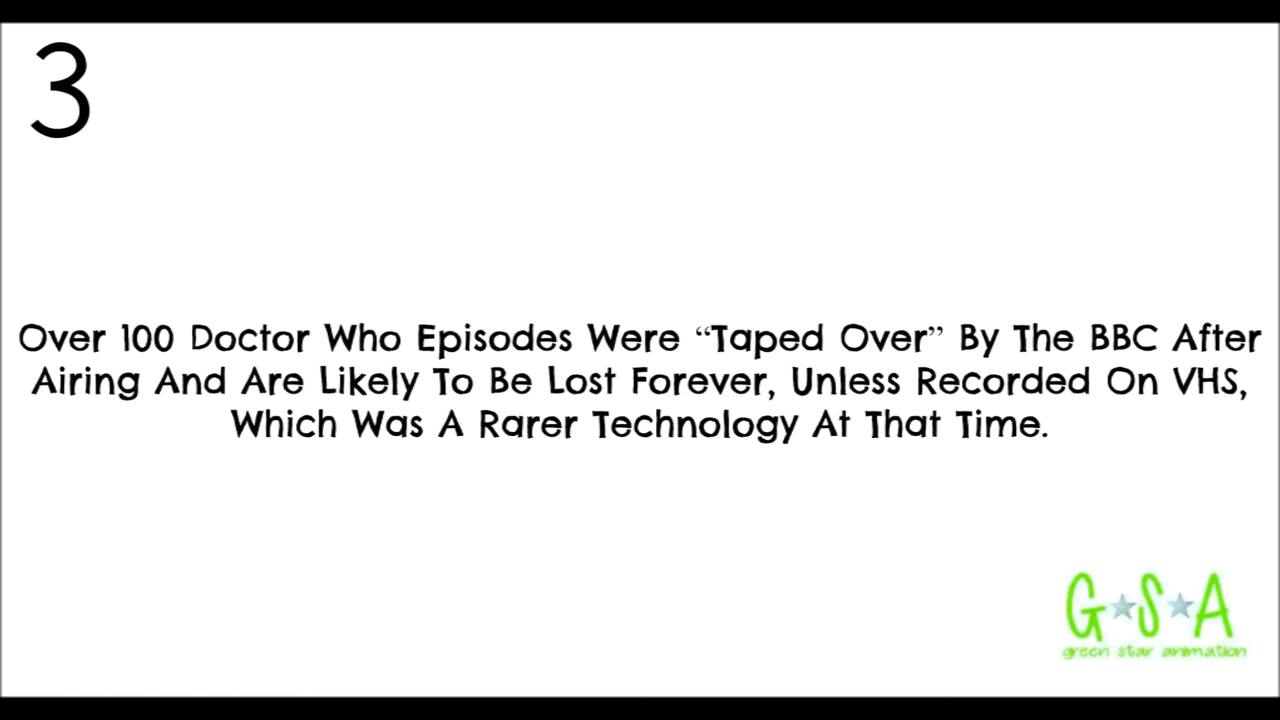 3
Over 100 Doctor Who Episodes Were “Taped Over” By The BBC After
Airing And Are Likely To Be Lost Forever, Unless Recorded On VHS,
Which Was A Rarer Technology At That Time.
G★S★A
green star animation